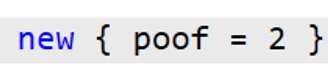 new { poof = 2 }